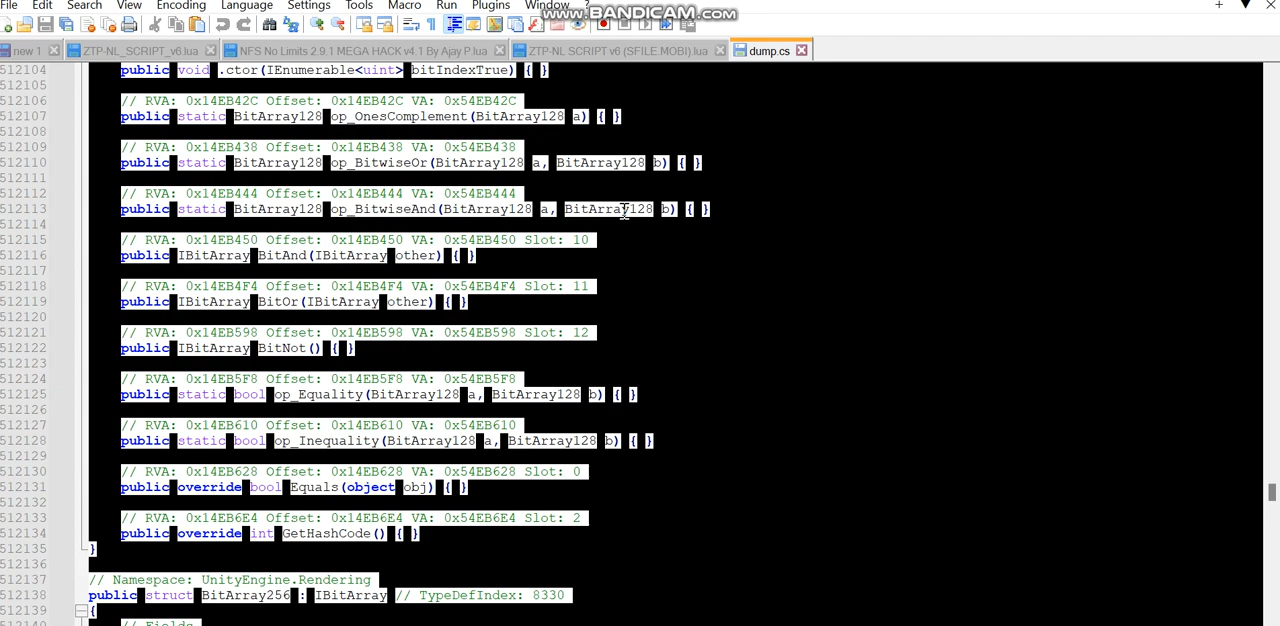 File Edit Search View Encoding Language Settings Tools Macro Run Plugins Window
www.BANDICAM.com
new 1 ZTP-NL_SCRIPT_v6.lua NFS No Limits 2.9.1 MEGA HACK v4.1 By Ajay P.lua ZTP-NL SCRIPT v6 (SFILE.MOBI).lua dump.cs
512104 public void .ctor(IEnumerable<uint> bitIndexTrue) { }
512105
512106 // RVA: 0x14EB42C Offset: 0x14EB42C VA: 0x54EB42C
512107 public static BitArray128 op_OnesComplement(BitArray128 a) { }
512108
512109 // RVA: 0x14EB438 Offset: 0x14EB438 VA: 0x54EB438
512110 public static BitArray128 op_BitwiseOr(BitArray128 a, BitArray128 b) { }
512111
512112 // RVA: 0x14EB444 Offset: 0x14EB444 VA: 0x54EB444
512113 public static BitArray128 op_BitwiseAnd(BitArray128 a, BitArray128 b) { }
512114
512115 // RVA: 0x14EB450 Offset: 0x14EB450 VA: 0x54EB450 Slot: 10
512116 public IBitArray BitAnd(IBitArray other) { }
512117
512118 // RVA: 0x14EB4F4 Offset: 0x14EB4F4 VA: 0x54EB4F4 Slot: 11
512119 public IBitArray BitOr(IBitArray other) { }
512120
512121 // RVA: 0x14EB598 Offset: 0x14EB598 VA: 0x54EB598 Slot: 12
512122 public IBitArray BitNot() { }
512123
512124 // RVA: 0x14EB5F8 Offset: 0x14EB5F8 VA: 0x54EB5F8
512125 public static bool op_Equality(BitArray128 a, BitArray128 b) { }
512126
512127 // RVA: 0x14EB610 Offset: 0x14EB610 VA: 0x54EB610
512128 public static bool op_Inequality(BitArray128 a, BitArray128 b) { }
512129
512130 // RVA: 0x14EB628 Offset: 0x14EB628 VA: 0x54EB628 Slot: 0
512131 public override bool Equals(object obj) { }
512132
512133 // RVA: 0x14EB6E4 Offset: 0x14EB6E4 VA: 0x54EB6E4 Slot: 2
512134 public override int GetHashCode() { }
512135 }
512136
512137 // Namespace: UnityEngine.Rendering
512138 public struct BitArray256 : IBitArray // TypeDefIndex: 8330
512139 {
512140 // Fields